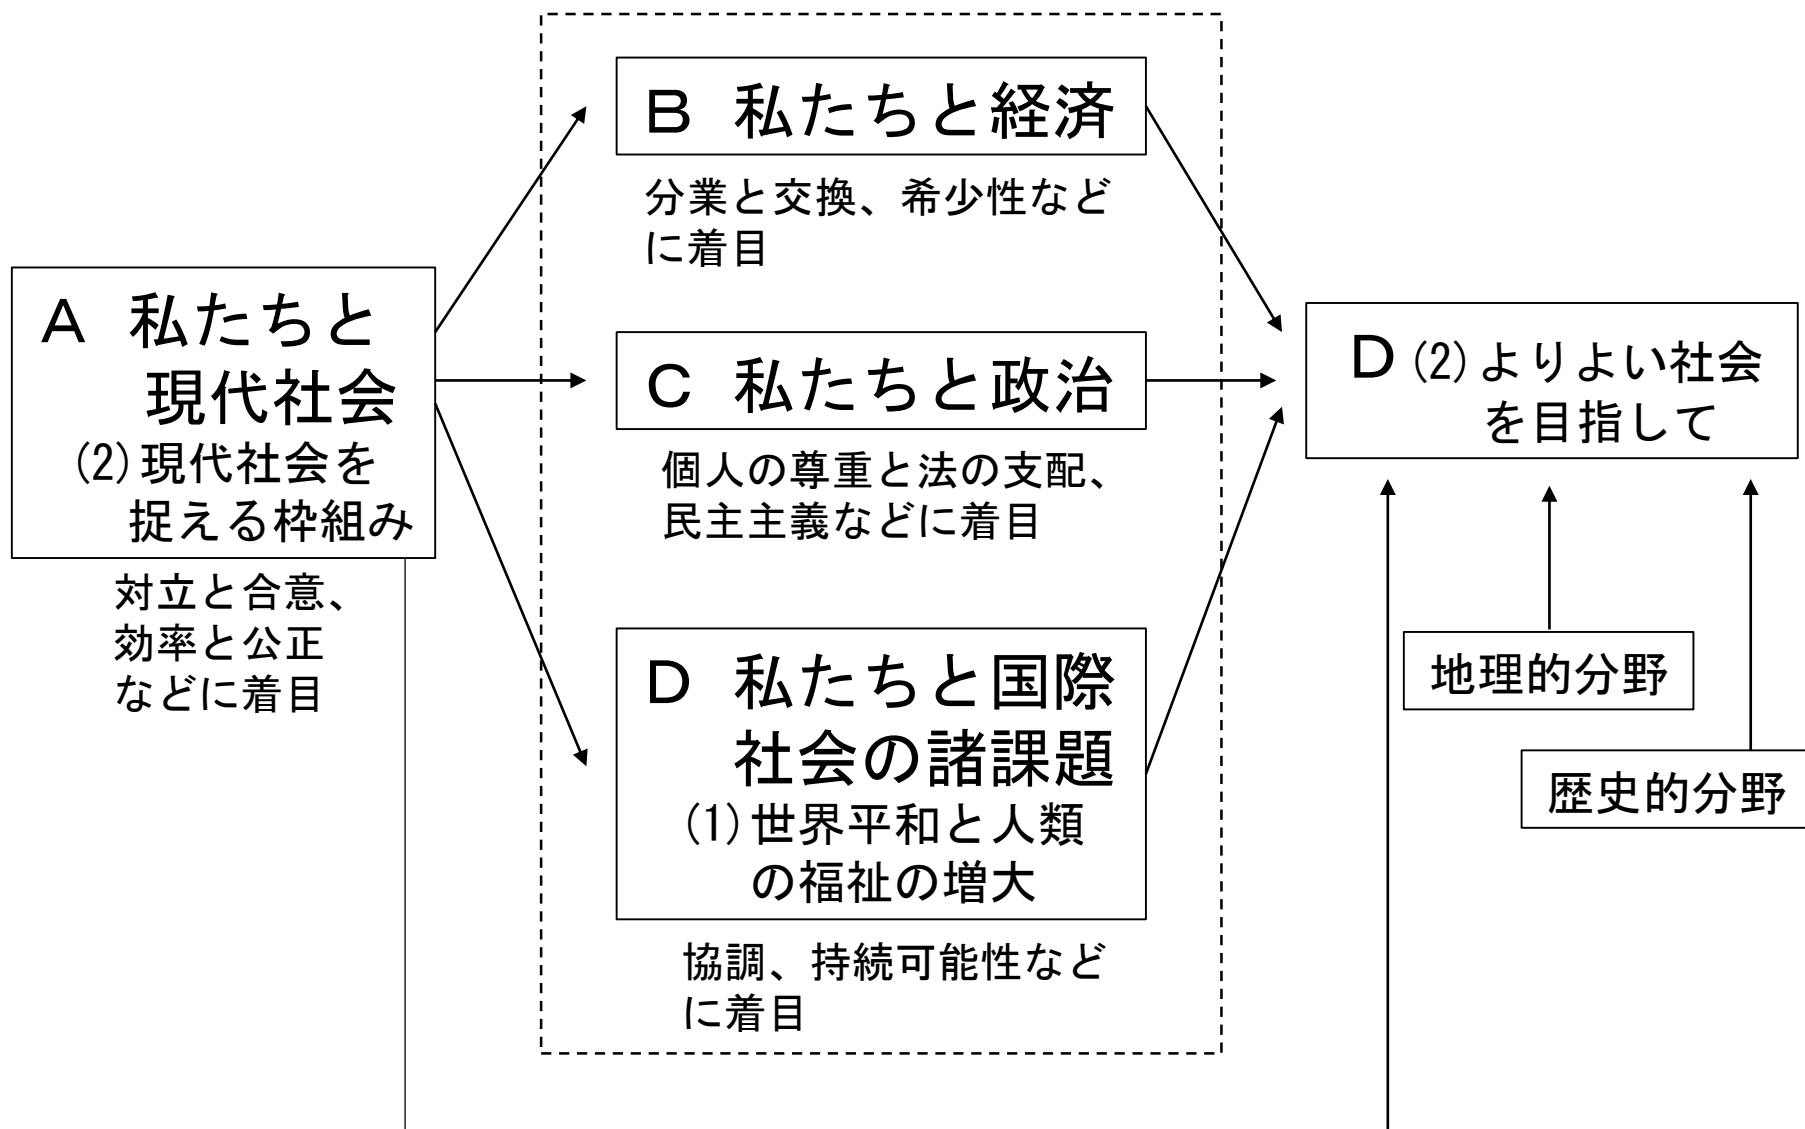 A 私たちと
現代社会
(2)現代社会を
捉える枠組み
対立と合意、
効率と公正
などに着目
B 私たちと経済
分業と交換、希少性など
に着目
C 私たちと政治
個人の尊重と法の支配、
民主主義などに着目
D 私たちと国際
社会の諸課題
(1)世界平和と人類
の福祉の増大
協調、持続可能性など
に着目
D(2)よりよい社会
を目指して
地理的分野
歴史的分野